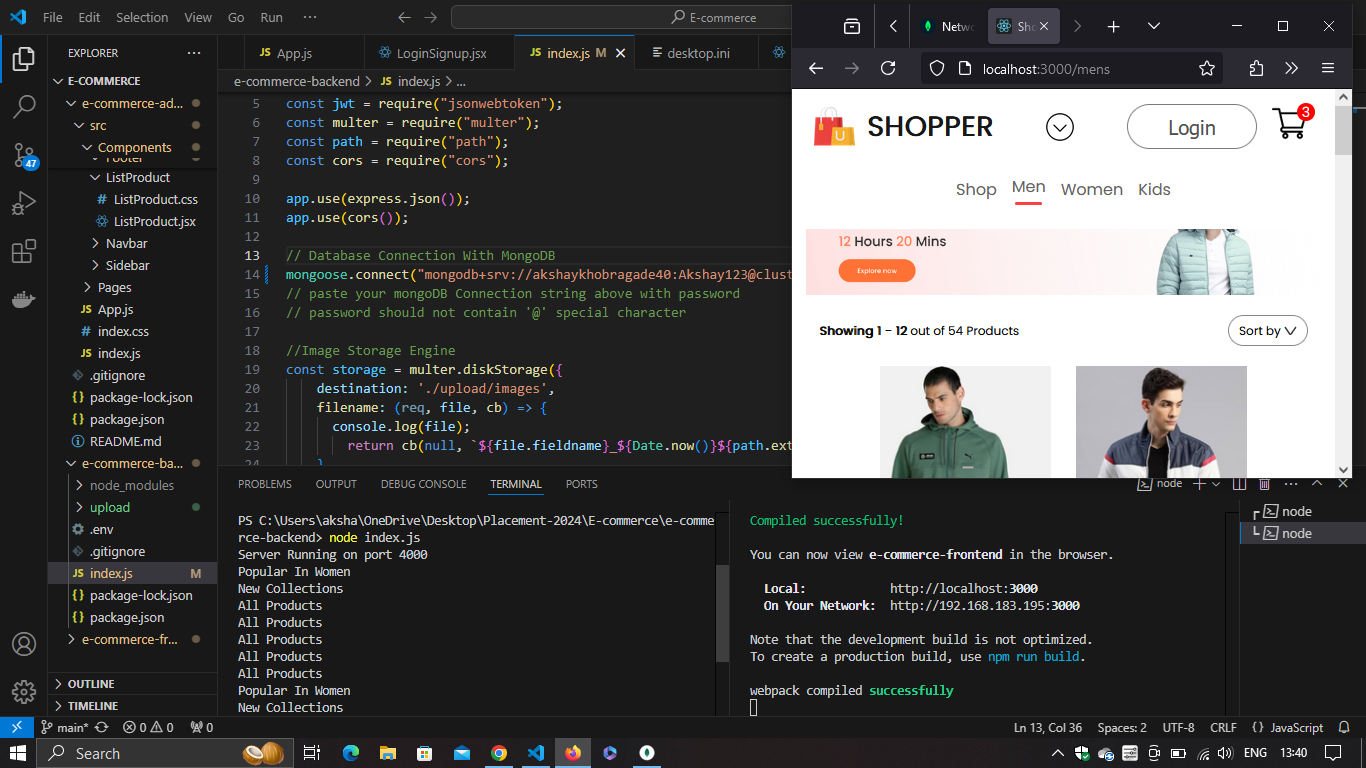 File Edit Selection View Go Run ···
E-commerce
EXPLORER ···
E-COMMERCE
e-commerce-ad...
src
Components
Footer
ListProduct
# ListProduct.css
ListProduct.jsx
Navbar
Sidebar
Pages
JS App.js
# index.css
JS index.js
.gitignore
{} package-lock.json
{} package.json
README.md
e-commerce-ba...
node_modules
upload
.env
.gitignore
JS index.js M
{} package-lock.json
{} package.json
e-commerce-fr...
OUTLINE
TIMELINE
47
JS App.js LoginSignup.jsx JS index.js M desktop.ini
e-commerce-backend > JS index.js > ...
5 const jwt = require("jsonwebtoken");
6 const multer = require("multer");
7 const path = require("path");
8 const cors = require("cors");
9
10 app.use(express.json());
11 app.use(cors());
12
13 // Database Connection With MongoDB
14 mongoose.connect("mongodb+srv://akshaykhobragade40:Akshay123@clust
15 // paste your mongoDB Connection string above with password
16 // password should not contain '@' special character
17
18 //Image Storage Engine
19 const storage = multer.diskStorage({
20 destination: './upload/images',
21 filename: (req, file, cb) => {
22 console.log(file);
23 return cb(null, `${file.fieldname}_${Date.now()}${path.ext
24 }
Netw Sho
localhost:3000/mens
SHOPPER
Login
3
Shop Men Women Kids
12 Hours 20 Mins
Explore now
Showing 1 - 12 out of 54 Products
Sort by
PROBLEMS OUTPUT DEBUG CONSOLE TERMINAL PORTS
node
PS C:\Users\aksha\OneDrive\Desktop\Placement-2024\E-commerce\e-comme
rce-backend> node index.js
Server Running on port 4000
Popular In Women
New Collections
All Products
All Products
All Products
All Products
All Products
Popular In Women
New Collections
Compiled successfully!
You can now view e-commerce-frontend in the browser.
Local: http://localhost:3000
On Your Network: http://192.168.183.195:3000
Note that the development build is not optimized.
To create a production build, use npm run build.
webpack compiled successfully
node
node
main* 0 0 0
Ln 13, Col 36 Spaces: 2 UTF-8 CRLF {} JavaScript
Search
ENG 13:40